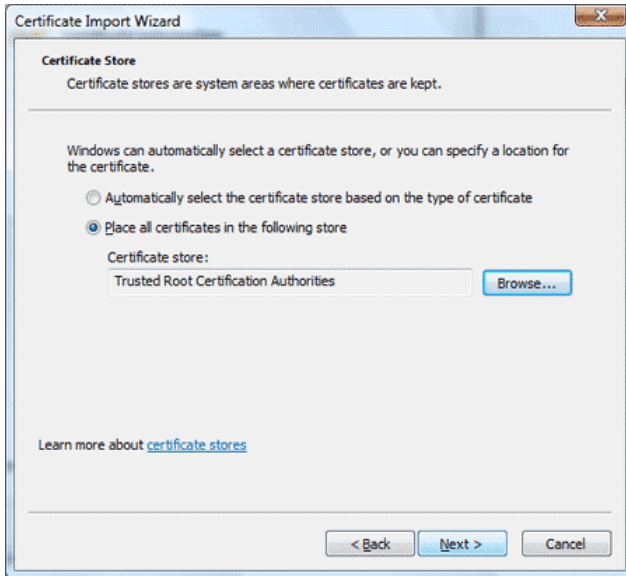 Certificate Import Wizard
Certificate Store
Certificate stores are system areas where certificates are kept.
Windows can automatically select a certificate store, or you can specify a location for
the certificate.
Automatically select the certificate store based on the type of certificate
Place all certificates in the following store
Certificate store:
Trusted Root Certification Authorities
Browse...
Learn more about certificate stores
< Back
Next >
Cancel